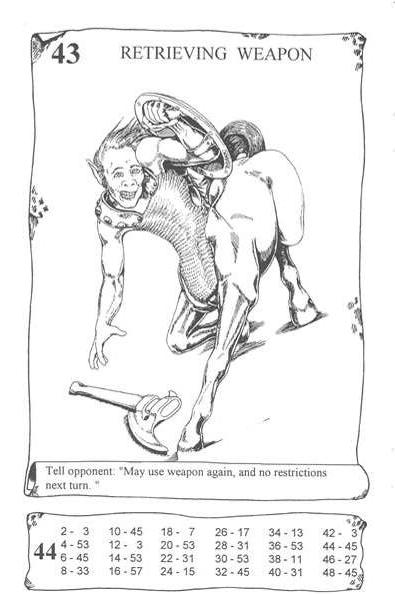 43 RETRIEVING WEAPON
Tell opponent: "May use weapon again, and no restrictions
next turn. "
44
2 - 3 10 - 45 18 - 7 26 - 17 34 - 13 42 - 3
4 - 53 12 - 3 20 - 53 28 - 31 36 - 53 44 - 45
6 - 45 14 - 53 22 - 31 30 - 53 38 - 11 46 - 27
8 - 33 16 - 57 24 - 15 32 - 45 40 - 31 48 - 45